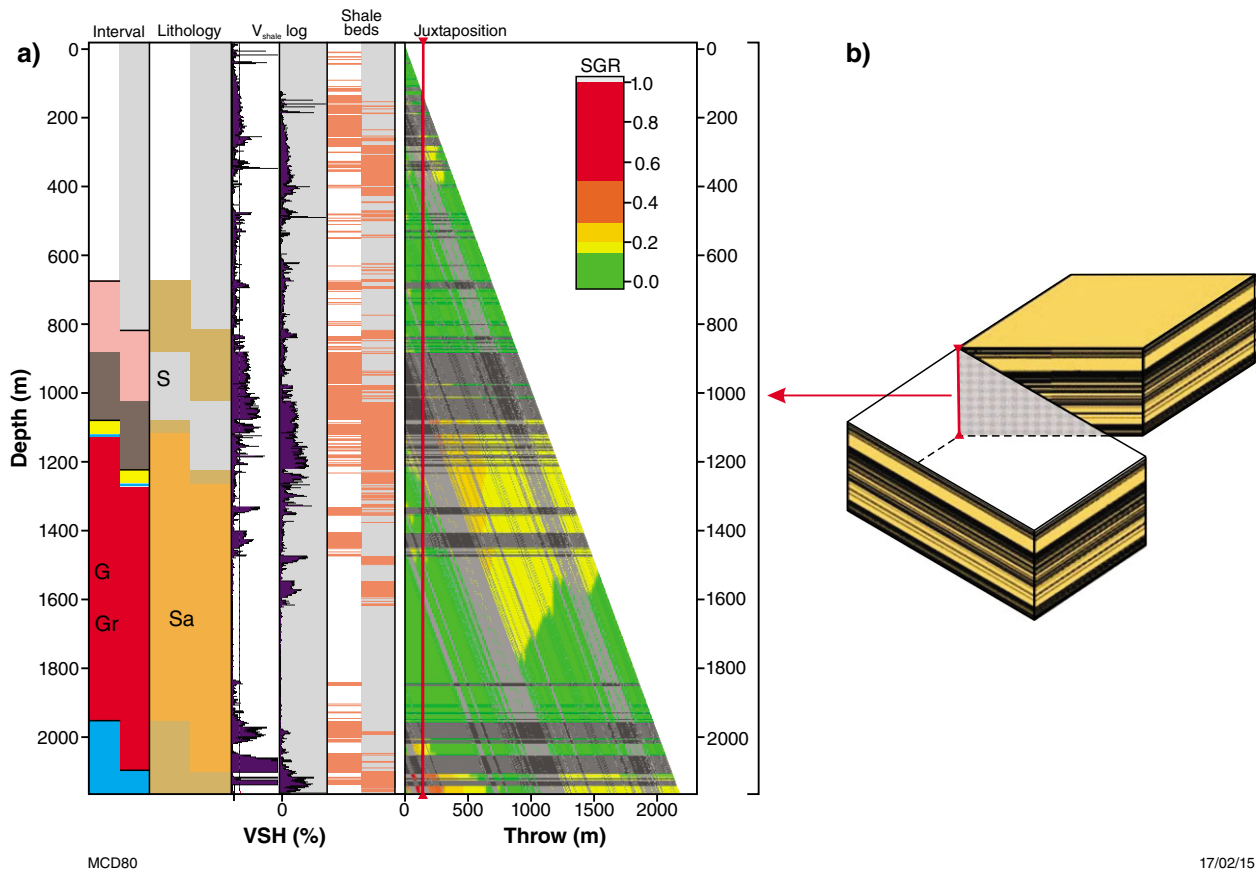 Interval
Lithology
Vshale log
Shale
beds
Juxtaposition
a)
b)
0
200
400
600
800
1000
1200
1400
1600
1800
2000
Depth (m)
S
G
Gr
Sa
SGR
1.0
0.8
0.6
0.4
0.2
0.0
0
200
400
600
800
1000
1200
1400
1600
1800
2000
0
0
500
1000
1500
2000
VSH (%)
Throw (m)
MCD80
17/02/15